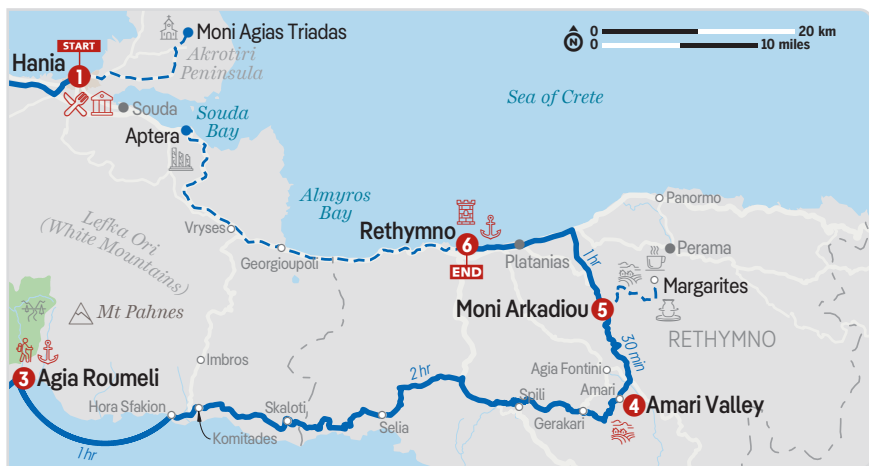 Moni Agias Triadas
START
Hania
1
Akrotiri
Peninsula
N
0
20 km
0
10 miles
Sea of Crete
Souda
Souda
Bay
Aptera
Almyros
Bay
Panormo
Rethymno
6
END
Platanias
Perama
Vryses
Georgioupoli
Lefka Ori
(White Mountains)
1hr
Margarites
Moni Arkadiou
5
RETHYMNO
Mt Pahnes
30 min
Imbros
Agia Fontini
3
Agia Roumeli
2hr
Amari
Spili
4
Amari Valley
Hora Sfakion
Skaloti
Selia
Gerakari
Komitades
1hr